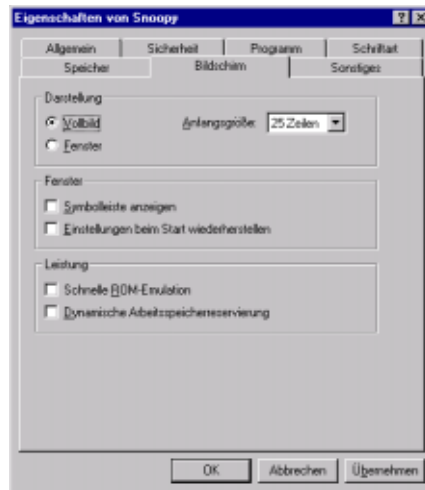 Eigenschaften von Snoopy
Allgemein Sicherheit Programm Schriftart
Speicher Bildschirm Sonstiges
Darstellung
Vollbild Anfangsgröße: 25 Zeilen
Fenster
Fenster
Symbolleiste anzeigen
Einstellungen beim Start wiederherstellen
Leistung
Schnelle ROM-Emulation
Dynamische Arbeitsspeicherreservierung
OK Abbrechen Übernehmen